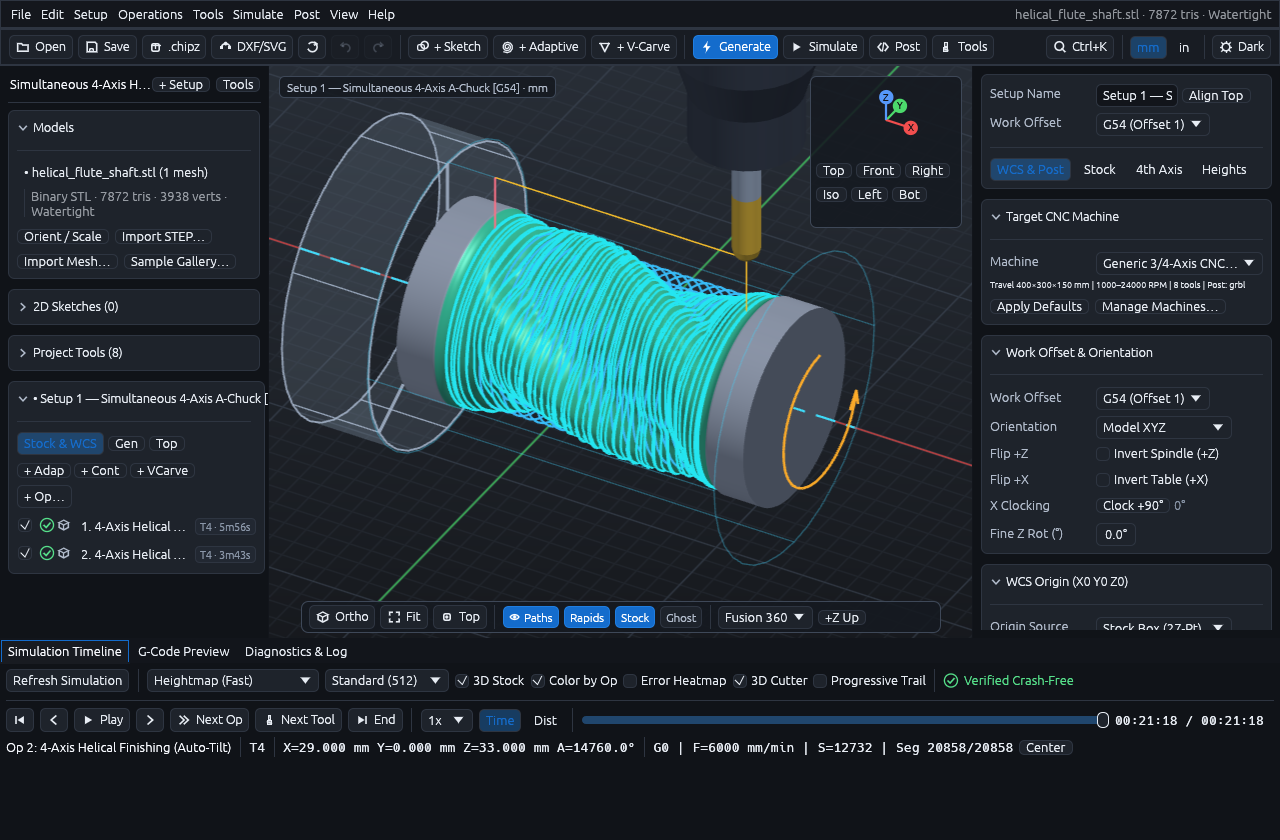 File Edit Setup Operations Tools Simulate Post View Help
helical_flute_shaft.stl · 7872 tris · Watertight
Open Save .chipz DXF/SVG + Sketch + Adaptive + V-Carve Generate Simulate Post Tools Ctrl+K mm in Dark
Simultaneous 4-Axis H... + Setup Tools
Models
• helical_flute_shaft.stl (1 mesh)
Binary STL · 7872 tris · 3938 verts ·
Watertight
Orient / Scale Import STEP...
Import Mesh... Sample Gallery...
2D Sketches (0)
Project Tools (8)
• Setup 1 — Simultaneous 4-Axis A-Chuck [
Stock & WCS Gen Top
+ Adap + Cont + VCarve
+ Op...
1. 4-Axis Helical ... T4 · 5m56s
2. 4-Axis Helical ... T4 · 3m43s
Setup 1 — Simultaneous 4-Axis A-Chuck [G54] · mm
Z
Y
X
Top Front Right
Iso Left Bot
Ortho Fit Top Paths Rapids Stock Ghost Fusion 360 +Z Up
Setup Name Setup 1 — S Align Top
Work Offset G54 (Offset 1)
WCS & Post Stock 4th Axis Heights
Target CNC Machine
Machine Generic 3/4-Axis CNC...
Travel 400×300×150 mm | 1000–24000 RPM | 8 tools | Post: grbl
Apply Defaults Manage Machines...
Work Offset & Orientation
Work Offset G54 (Offset 1)
Orientation Model XYZ
Flip +Z Invert Spindle (+Z)
Flip +X Invert Table (+X)
X Clocking Clock +90° 0°
Fine Z Rot (°) 0.0°
WCS Origin (X0 Y0 Z0)
Origin Source Stock Box (27-Pt)
Simulation Timeline G-Code Preview Diagnostics & Log
Refresh Simulation Heightmap (Fast) Standard (512) 3D Stock Color by Op Error Heatmap 3D Cutter Progressive Trail Verified Crash-Free
Play Next Op Next Tool End 1x Time Dist 00:21:18 / 00:21:18
Op 2: 4-Axis Helical Finishing (Auto-Tilt) T4 X=29.000 mm Y=0.000 mm Z=33.000 mm A=14760.0° G0 | F=6000 mm/min | S=12732 | Seg 20858/20858 Center